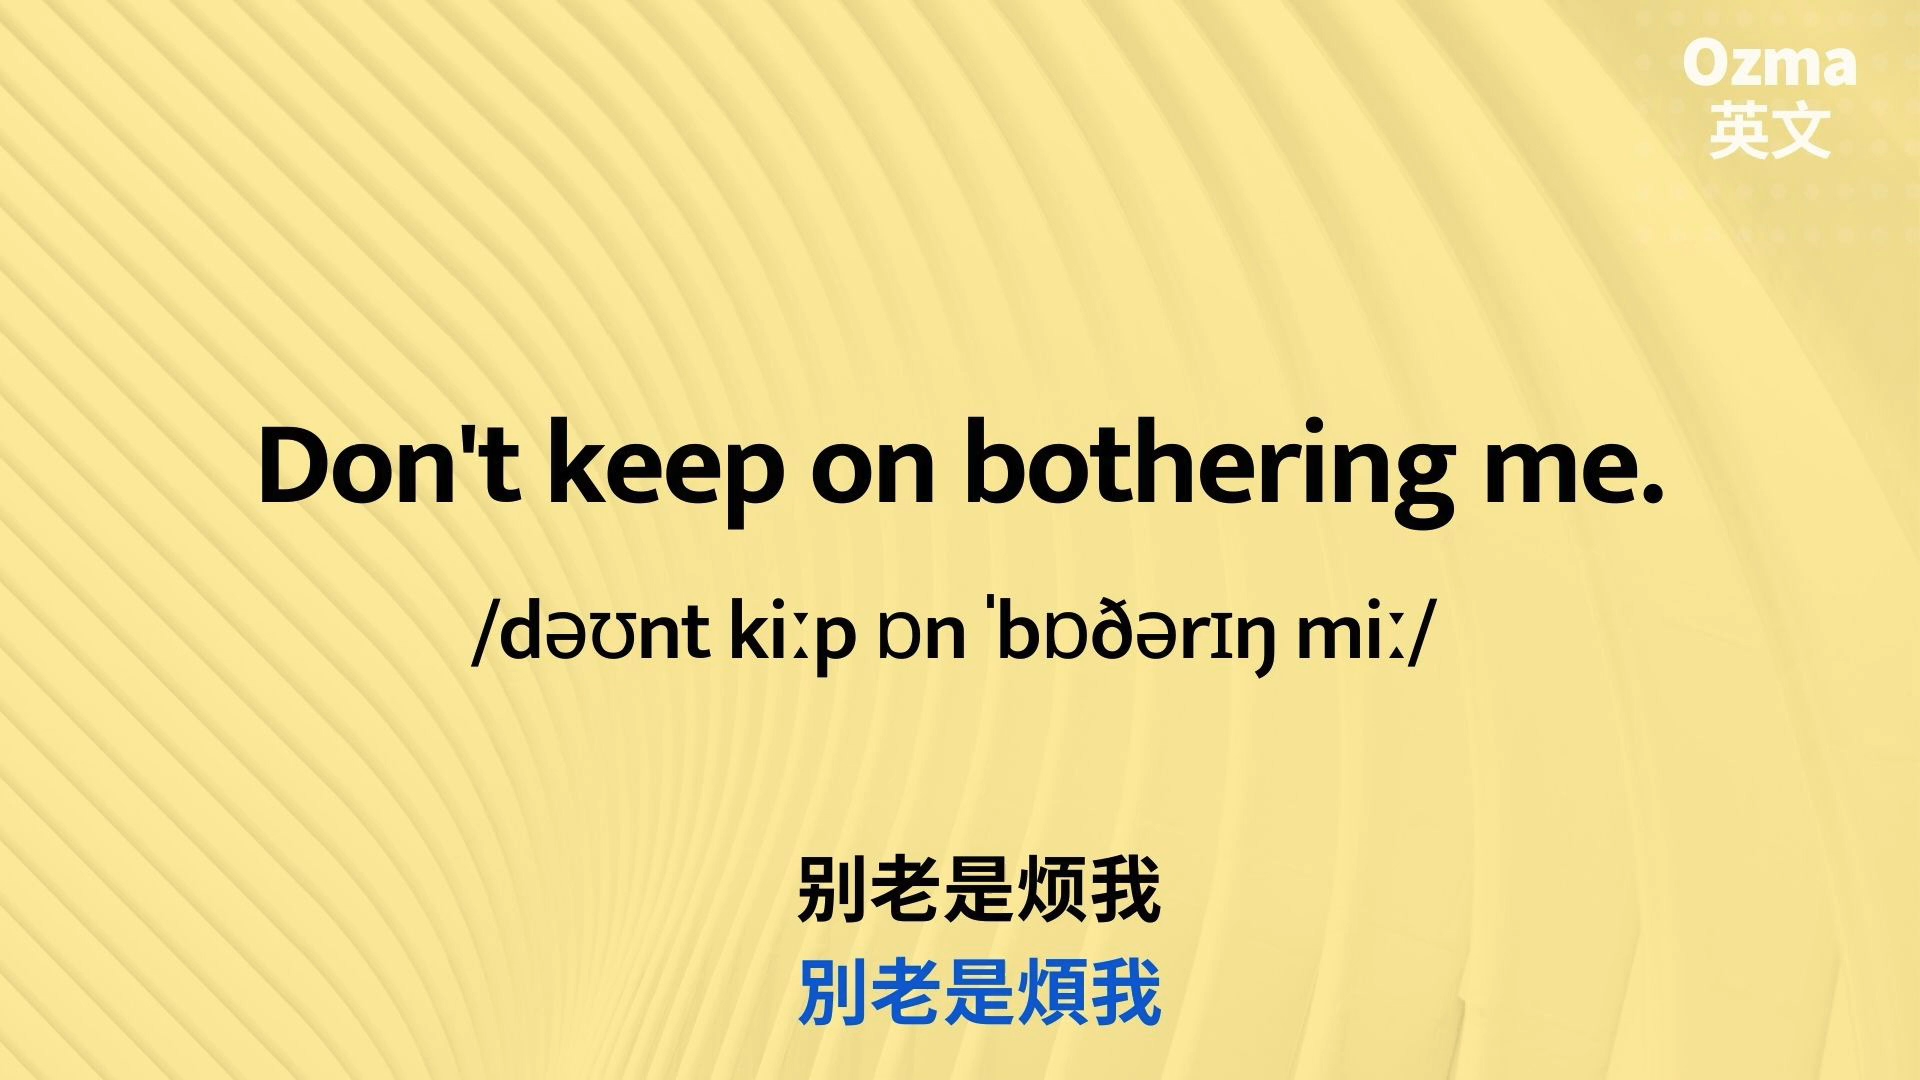 Ozma
英文
Don't keep on bothering me.
/dəʊnt kiːp ɒn ˈbɒðərɪŋ miː/
别老是烦我
別老是煩我